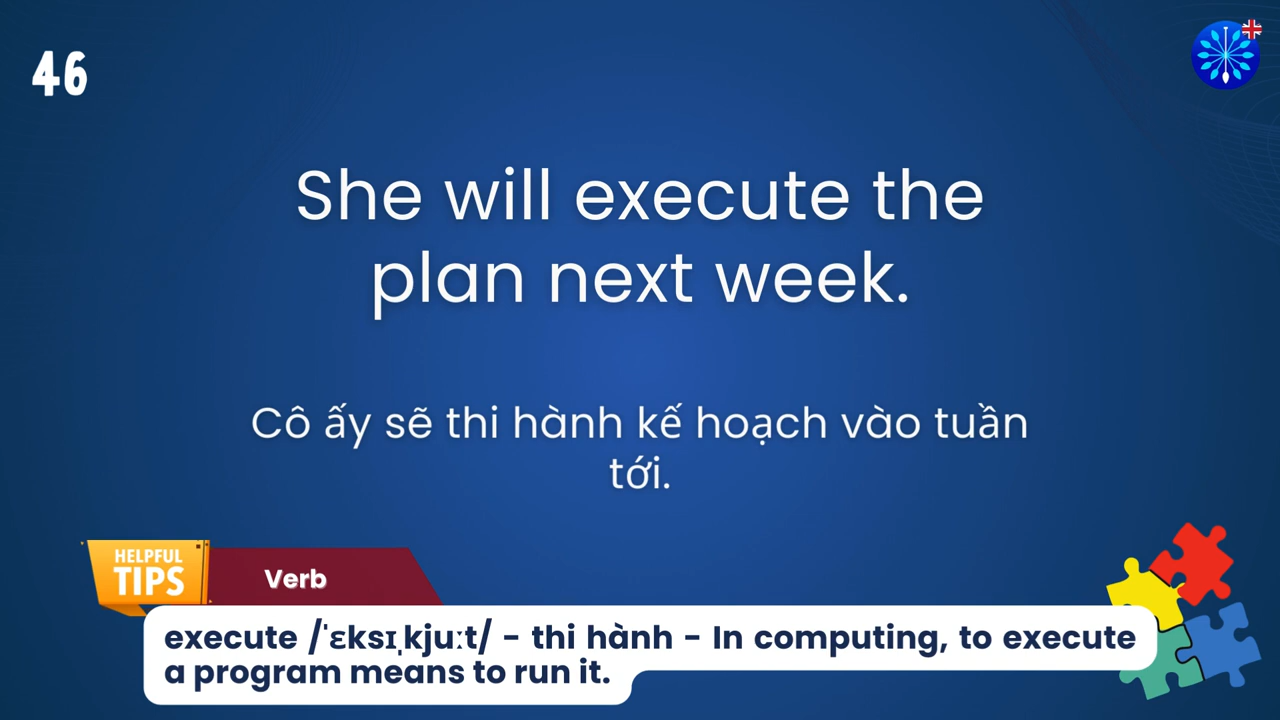 46
She will execute the
plan next week.
Cô ấy sẽ thi hành kế hoạch vào tuần
tới.
HELPFUL
TIPS
Verb
execute /ˈɛksɪˌkjuːt/ - thi hành - In computing, to execute
a program means to run it.